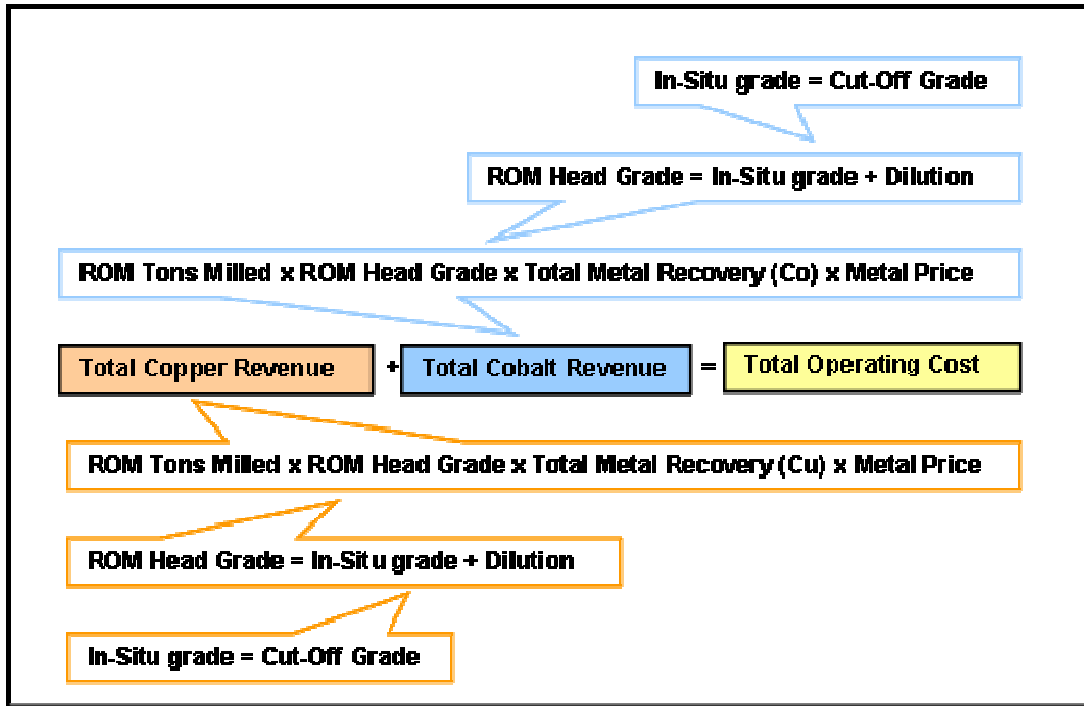 In-Situ grade = Cut-Off Grade
ROM Head Grade = In-Situ grade + Dilution
ROM Tons Milled x ROM Head Grade x Total Metal Recovery (Co) x Metal Price
Total Copper Revenue + Total Cobalt Revenue = Total Operating Cost
ROM Tons Milled x ROM Head Grade x Total Metal Recovery (Cu) x Metal Price
ROM Head Grade = In-Situ grade + Dilution
In-Situ grade = Cut-Off Grade